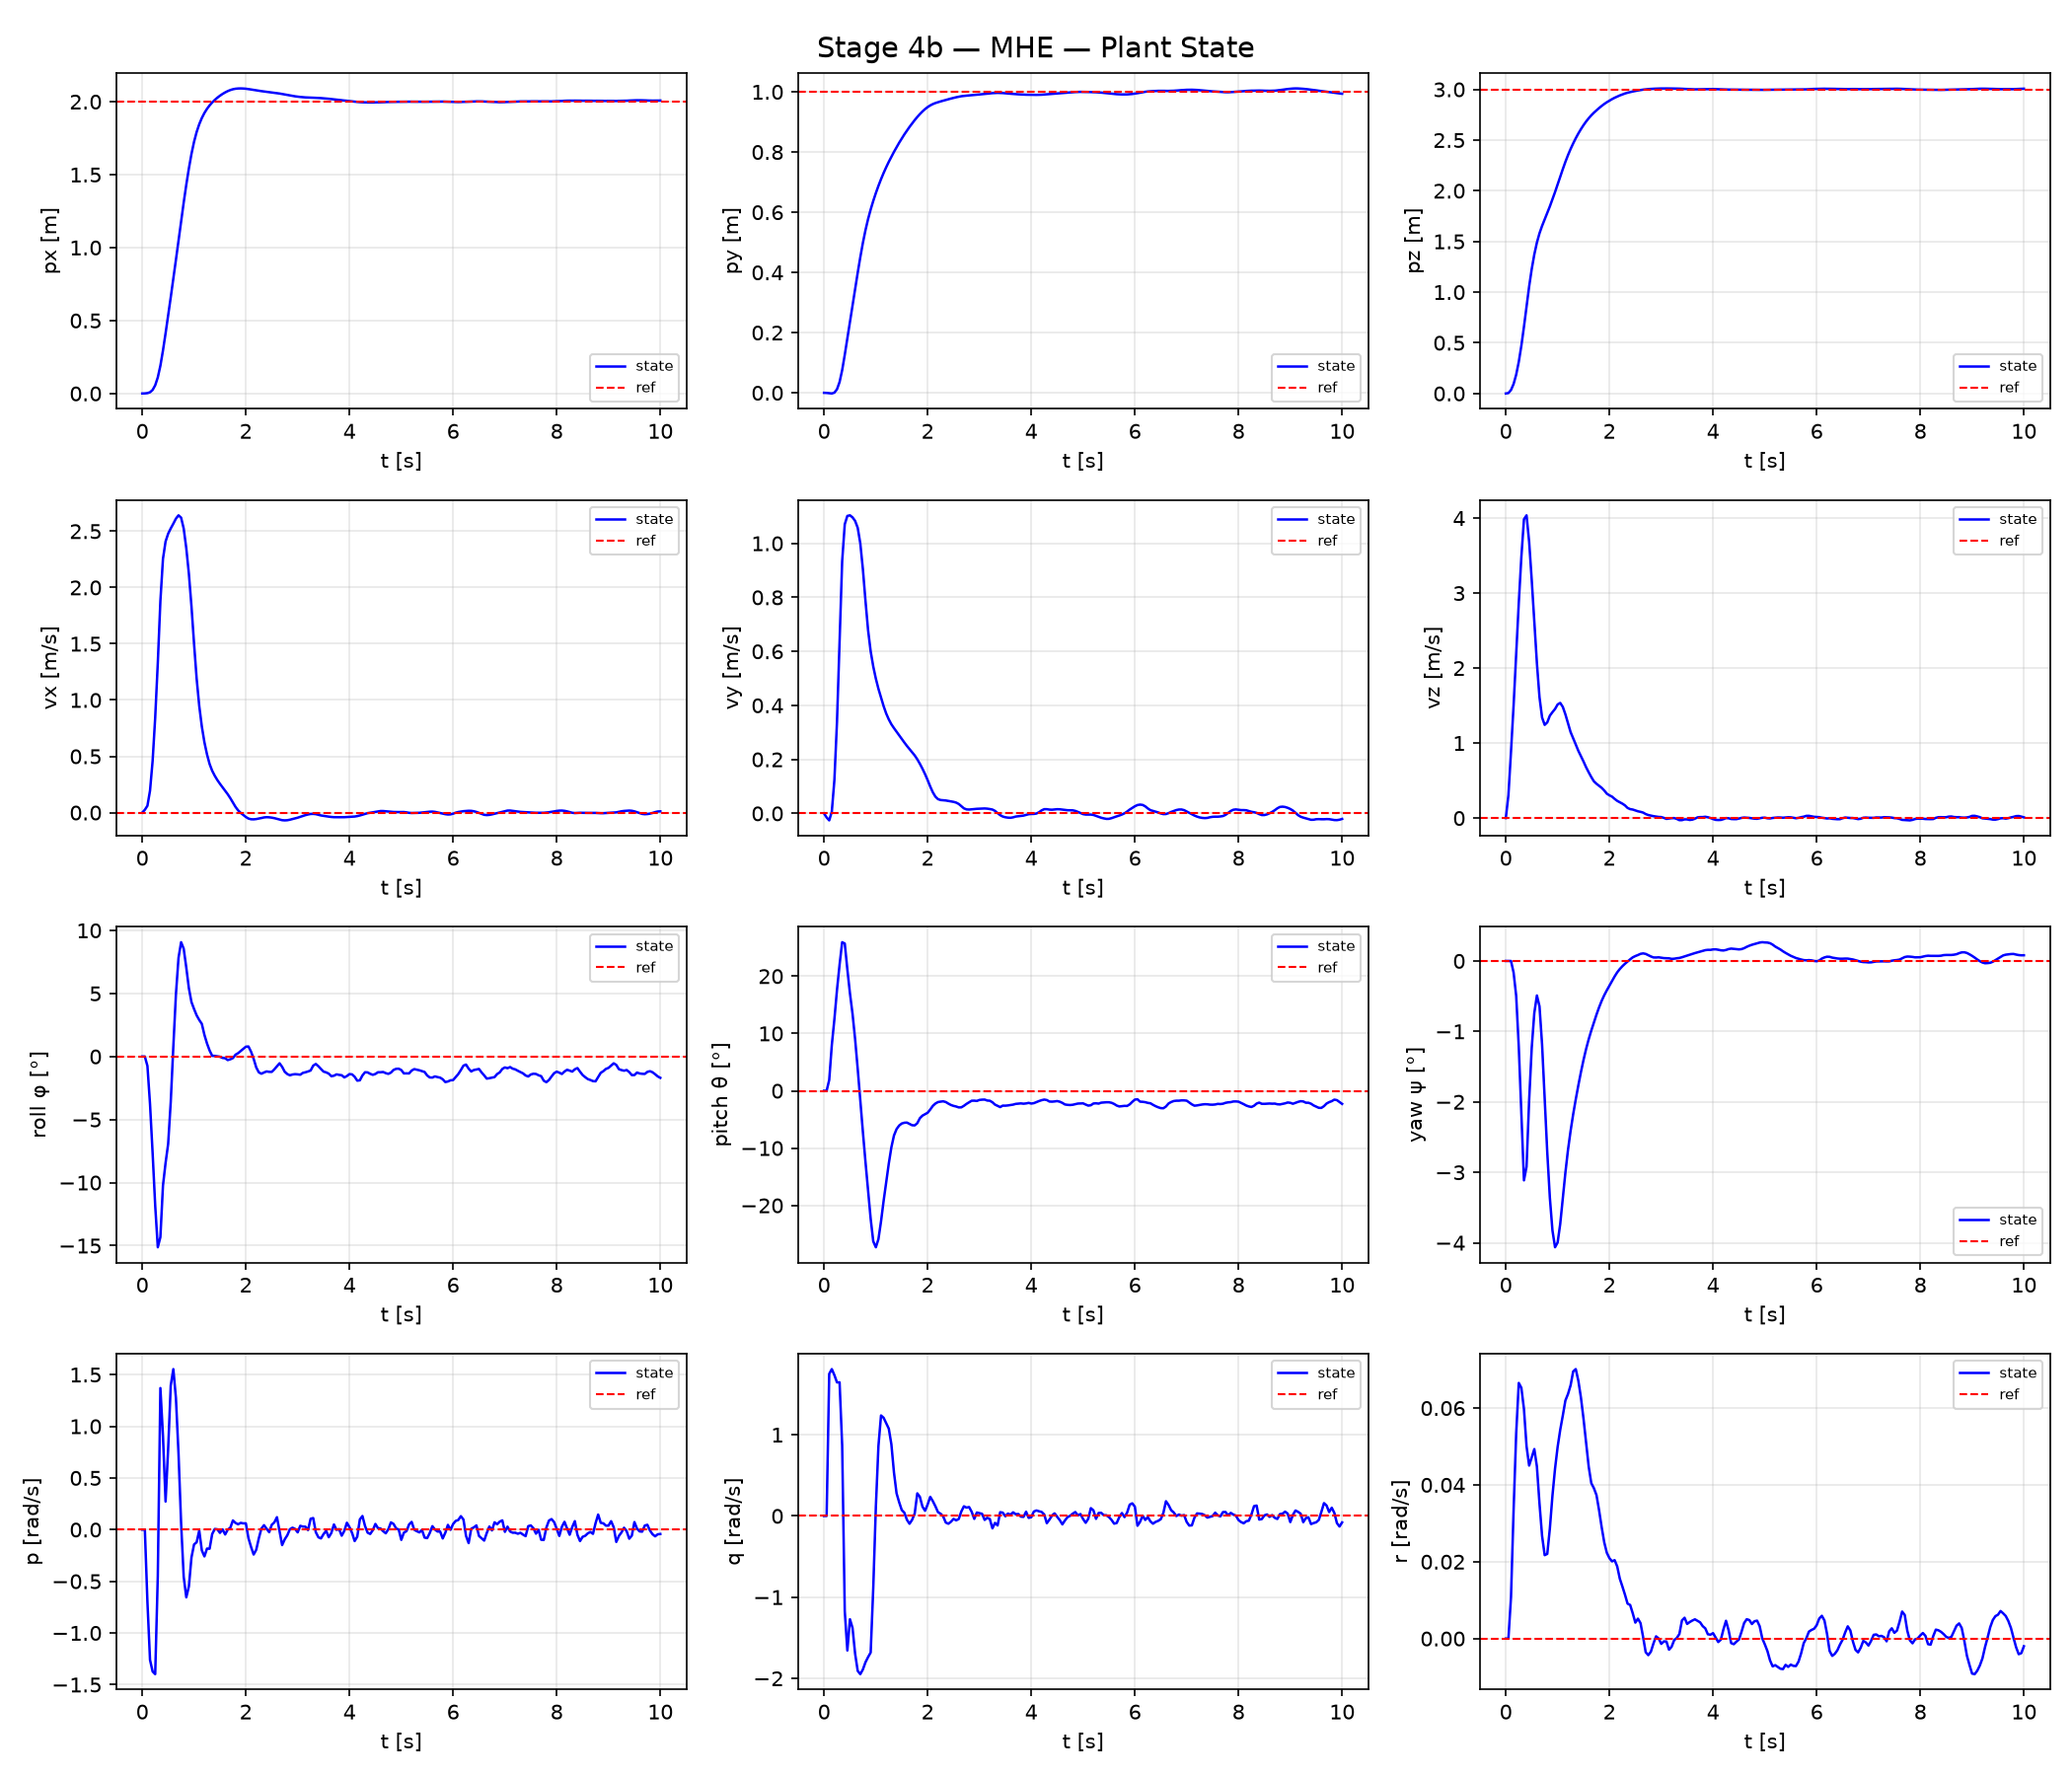 Stage 4b — MHE — Plant State
px [m]
2.0
1.5
1.0
0.5
0.0
state
ref
0 2 4 6 8 10
t [s]
py [m]
1.0
0.8
0.6
0.4
0.2
0.0
state
ref
0 2 4 6 8 10
t [s]
pz [m]
3.0
2.5
2.0
1.5
1.0
0.5
0.0
state
ref
0 2 4 6 8 10
t [s]
vx [m/s]
2.5
2.0
1.5
1.0
0.5
0.0
state
ref
0 2 4 6 8 10
t [s]
vy [m/s]
1.0
0.8
0.6
0.4
0.2
0.0
state
ref
0 2 4 6 8 10
t [s]
vz [m/s]
4
3
2
1
0
state
ref
0 2 4 6 8 10
t [s]
roll φ [°]
10
5
0
−5
−10
−15
state
ref
0 2 4 6 8 10
t [s]
pitch θ [°]
20
10
0
−10
−20
state
ref
0 2 4 6 8 10
t [s]
yaw ψ [°]
0
−1
−2
−3
−4
state
ref
0 2 4 6 8 10
t [s]
p [rad/s]
1.5
1.0
0.5
0.0
−0.5
−1.0
−1.5
state
ref
0 2 4 6 8 10
t [s]
q [rad/s]
1
0
−1
−2
state
ref
0 2 4 6 8 10
t [s]
r [rad/s]
0.06
0.04
0.02
0.00
state
ref
0 2 4 6 8 10
t [s]